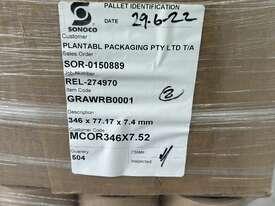 PALLET IDENTIFICATION
SONOCO
DATE 29.6.22
Customer
PLANTABL PACKAGING PTY LTD T/A
Sales Order
SOR-0150889
Job Number
REL-274970
Item Code
GRAWRB0001
Description
346 x 77.17 x 7.4 mm
Customer Code
MCOR346X7.52
Quantity
504
Inspected